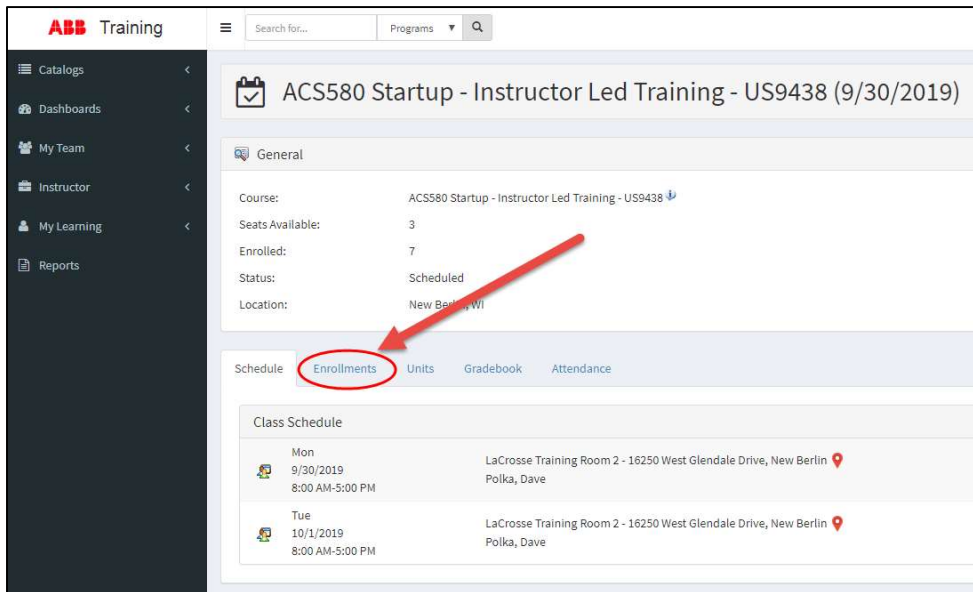 ABB Training
Search for...
Programs
Catalogs
Dashboards
My Team
Instructor
My Learning
Reports
ACS580 Startup - Instructor Led Training - US9438 (9/30/2019)
General
Course: ACS580 Startup - Instructor Led Training - US9438
Seats Available: 3
Enrolled: 7
Status: Scheduled
Location: New Berlin, WI
Schedule Enrollments Units Gradebook Attendance
Class Schedule
Mon
9/30/2019
8:00 AM-5:00 PM
LaCrosse Training Room 2 - 16250 West Glendale Drive, New Berlin
Polka, Dave
Tue
10/1/2019
8:00 AM-5:00 PM
LaCrosse Training Room 2 - 16250 West Glendale Drive, New Berlin
Polka, Dave